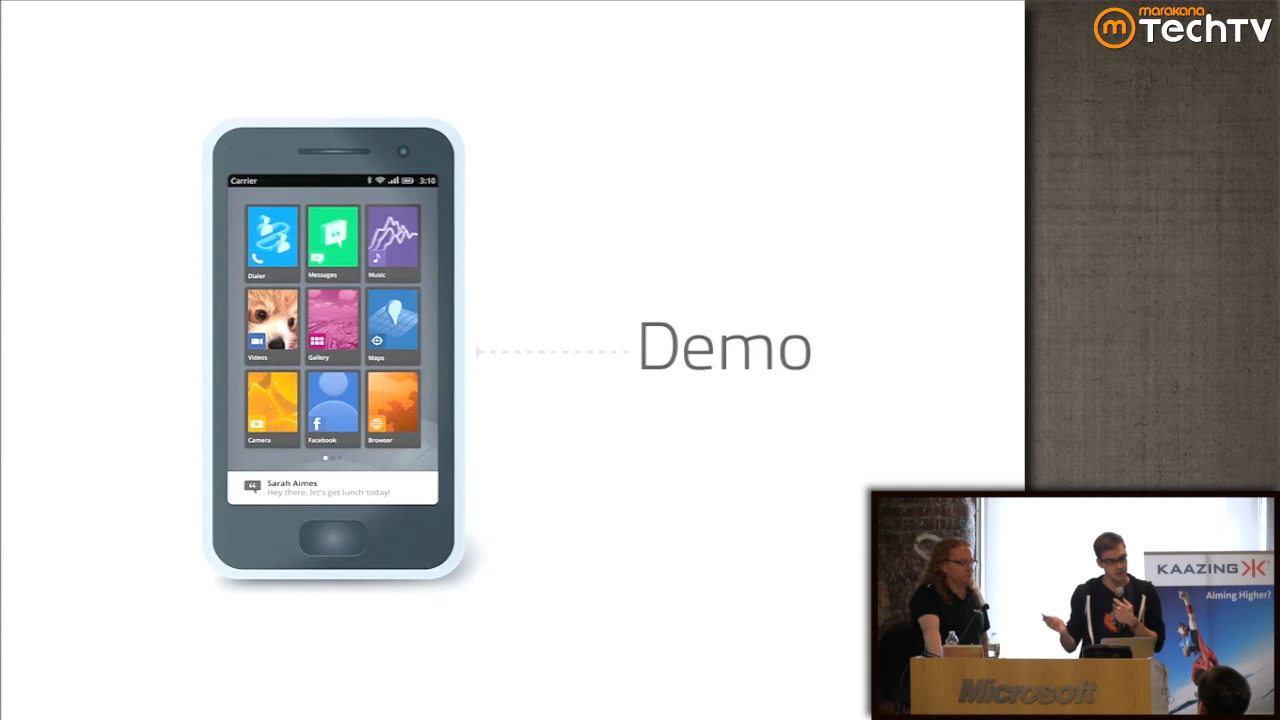 marakana
m TechTV
Carrier 3:10
Dialer Messages Music
Videos Gallery Maps
Camera Facebook Browser
Sarah Aimes
Hey there, let's get lunch today!
Demo
KAAZING
Aiming Higher?
Microsoft